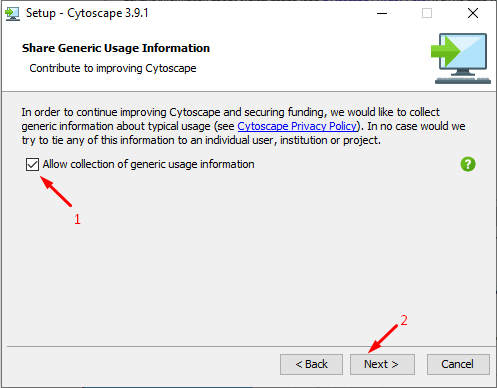 Setup - Cytoscape 3.9.1
Share Generic Usage Information
Contribute to improving Cytoscape
In order to continue improving Cytoscape and securing funding, we would like to collect
generic information about typical usage (see Cytoscape Privacy Policy). In no case would we
try to tie any of this information to an individual user, institution or project.
Allow collection of generic usage information
?
1
2
< Back
Next >
Cancel